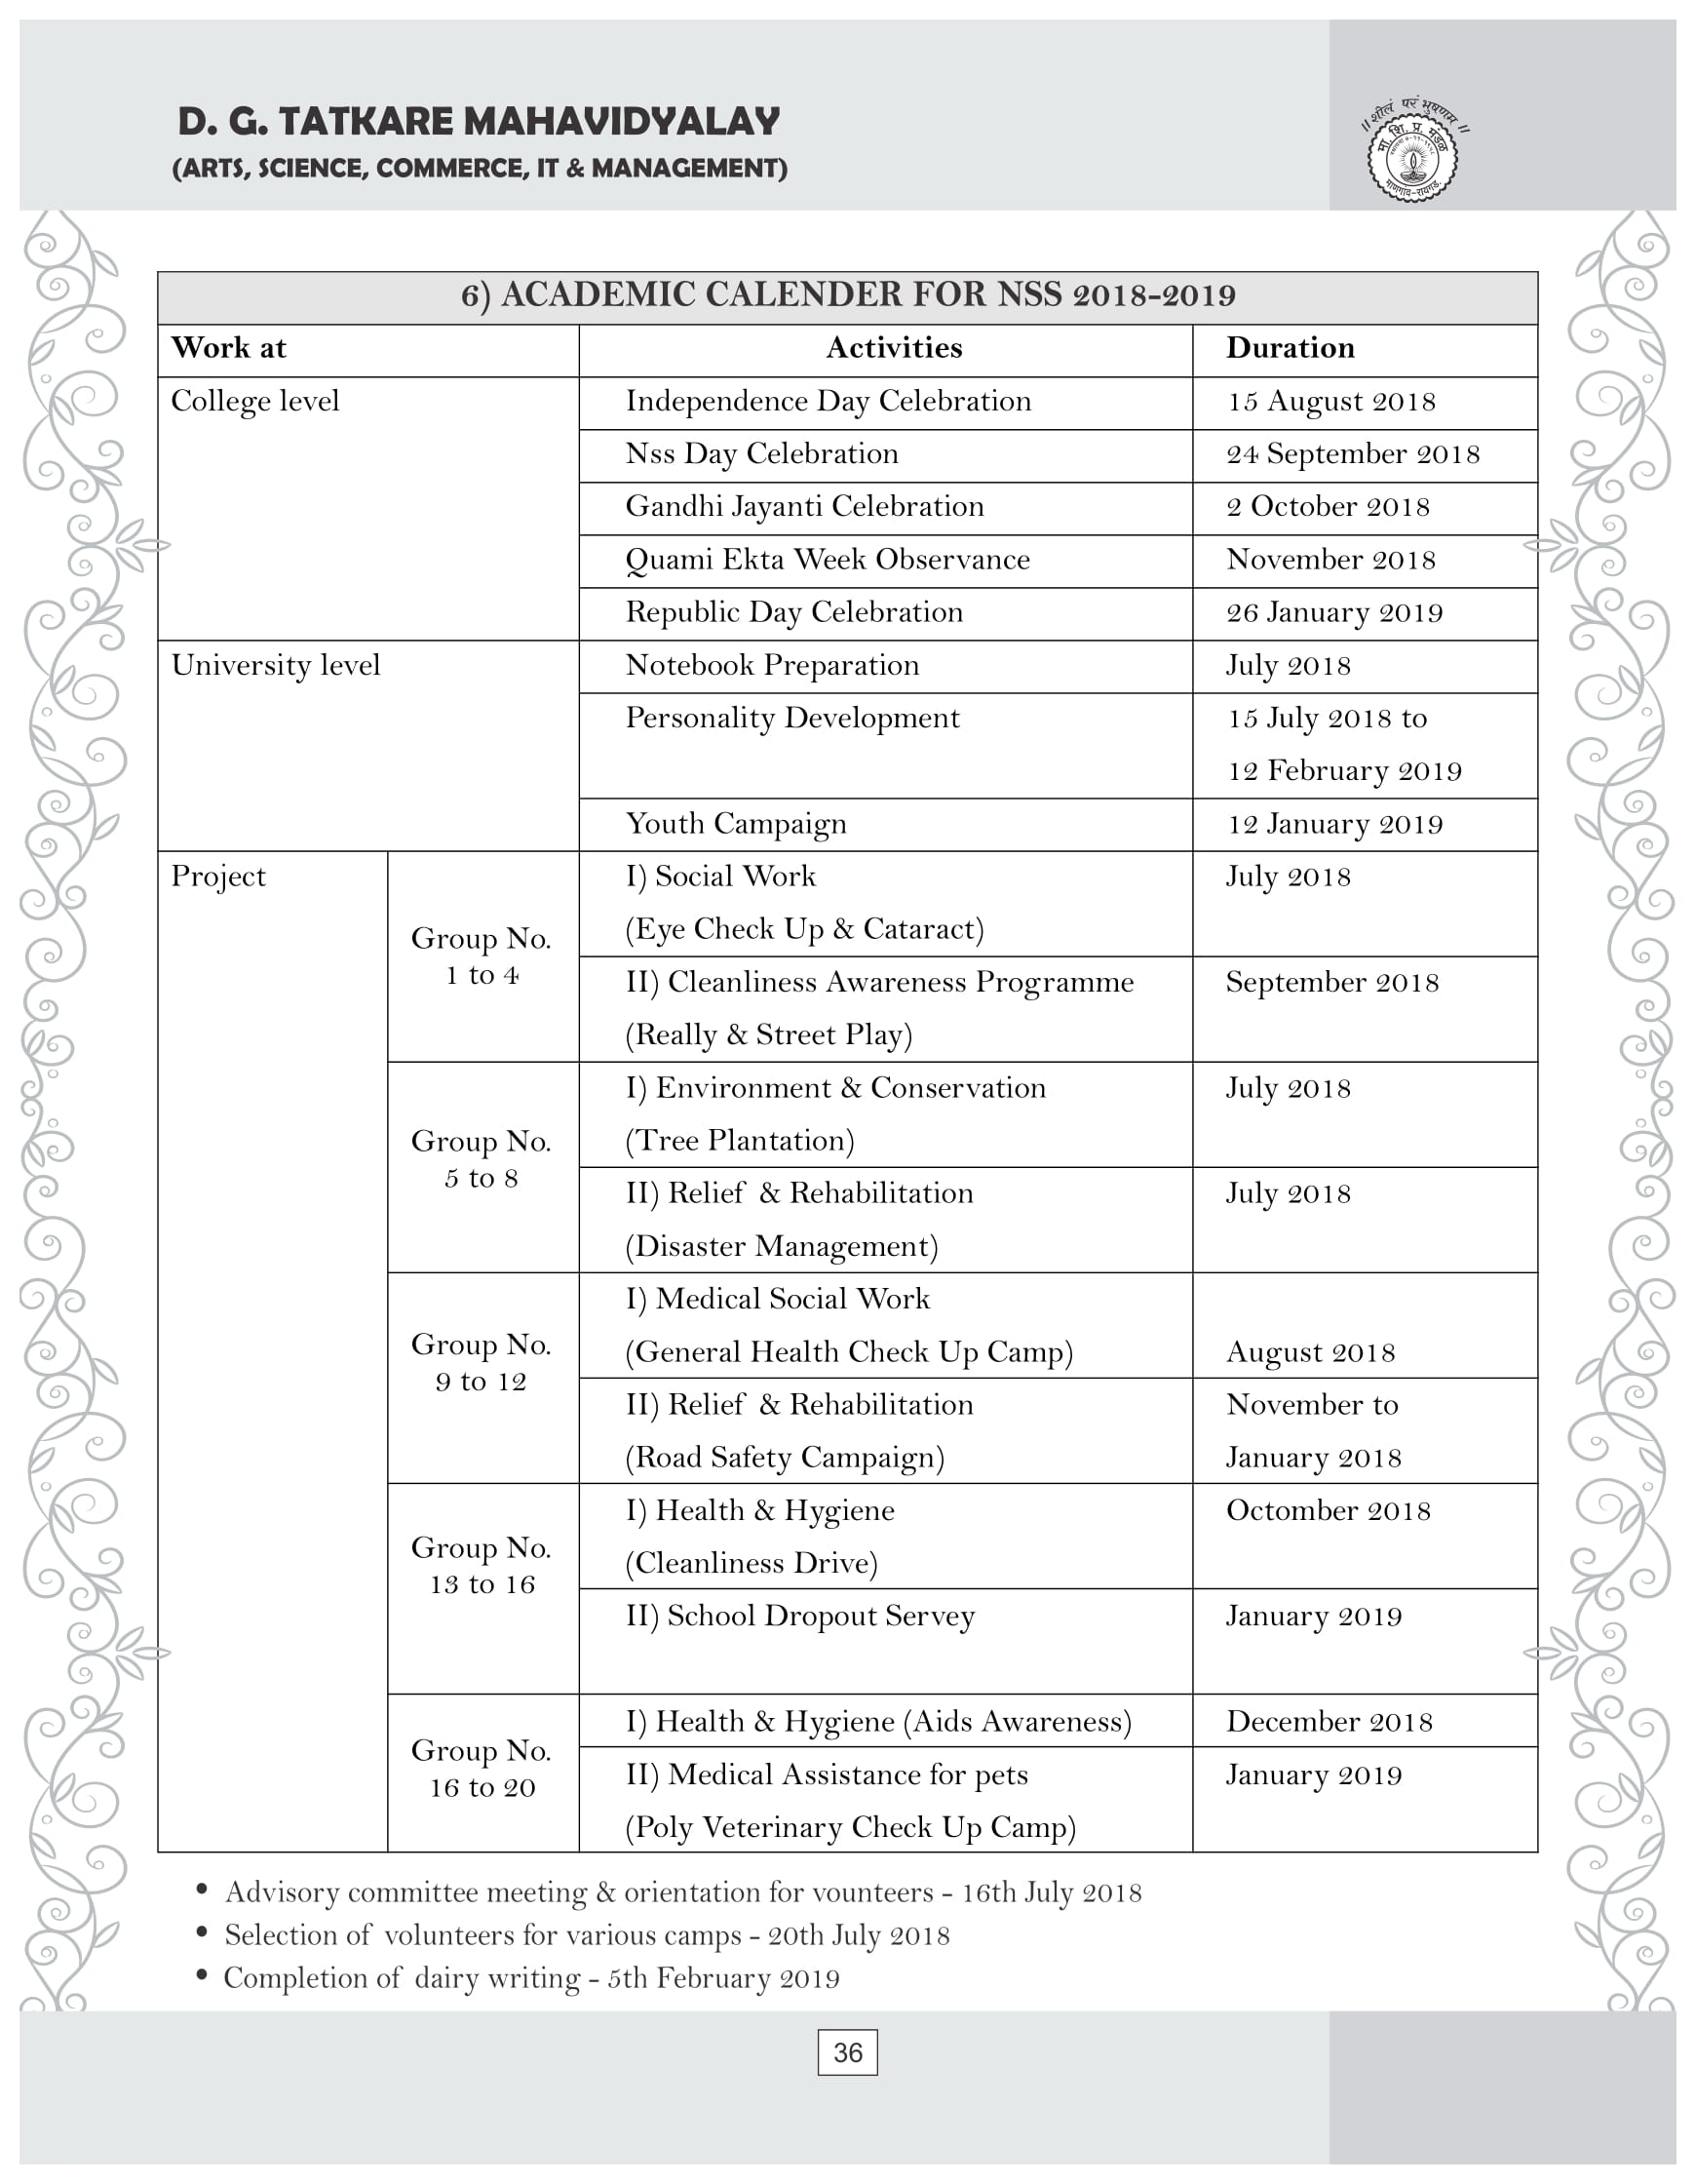 D. G. TATKARE MAHAVIDYALAY
(ARTS, SCIENCE, COMMERCE, IT & MANAGEMENT)
॥ शीलं परं भुषणम ॥
मा. शि. प्र. मंडळ
माणगाव-रायगड.
6) ACADEMIC CALENDER FOR NSS 2018-2019
Work at Activities Duration
College level Independence Day Celebration 15 August 2018
Nss Day Celebration 24 September 2018
Gandhi Jayanti Celebration 2 October 2018
Quami Ekta Week Observance November 2018
Republic Day Celebration 26 January 2019
University level Notebook Preparation July 2018
Personality Development 15 July 2018 to
12 February 2019
Youth Campaign 12 January 2019
Project I) Social Work July 2018
(Eye Check Up & Cataract)
Group No.
1 to 4
II) Cleanliness Awareness Programme September 2018
(Really & Street Play)
I) Environment & Conservation July 2018
(Tree Plantation)
Group No.
5 to 8
II) Relief & Rehabilitation July 2018
(Disaster Management)
I) Medical Social Work
(General Health Check Up Camp) August 2018
Group No.
9 to 12
II) Relief & Rehabilitation November to
(Road Safety Campaign) January 2018
I) Health & Hygiene Octomber 2018
(Cleanliness Drive)
Group No.
13 to 16
II) School Dropout Servey January 2019
I) Health & Hygiene (Aids Awareness) December 2018
Group No.
16 to 20
II) Medical Assistance for pets January 2019
(Poly Veterinary Check Up Camp)
• Advisory committee meeting & orientation for vounteers - 16th July 2018
• Selection of volunteers for various camps - 20th July 2018
• Completion of dairy writing - 5th February 2019
36